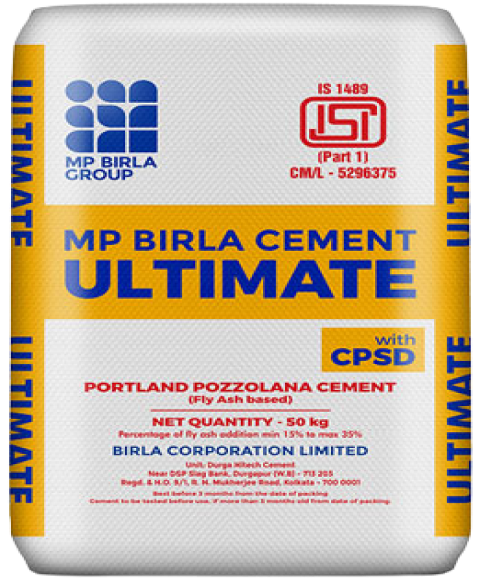 IS 1489
ISI
(Part 1)
CM/L - 5296375
MP BIRLA
GROUP
ULTIMATE
ULTIMATE
MP BIRLA CEMENT
ULTIMATE
with
CPSD
PORTLAND POZZOLANA CEMENT
(Fly Ash based)
NET QUANTITY - 50 kg
Percentage of fly ash addition min 15% to max 35%
BIRLA CORPORATION LIMITED
Unit: Durga Hitech Cement
Near DSP Slag Bank, Durgapur (W.B) - 713 203
Regd. & H.O. 9/1, R. N. Mukherjee Road, Kolkata - 700 0001
Best before 3 months from the date of packing
Cement to be tested before use, if more than 3 months old from date of packing.
ULTIMATE
ULTIMATE